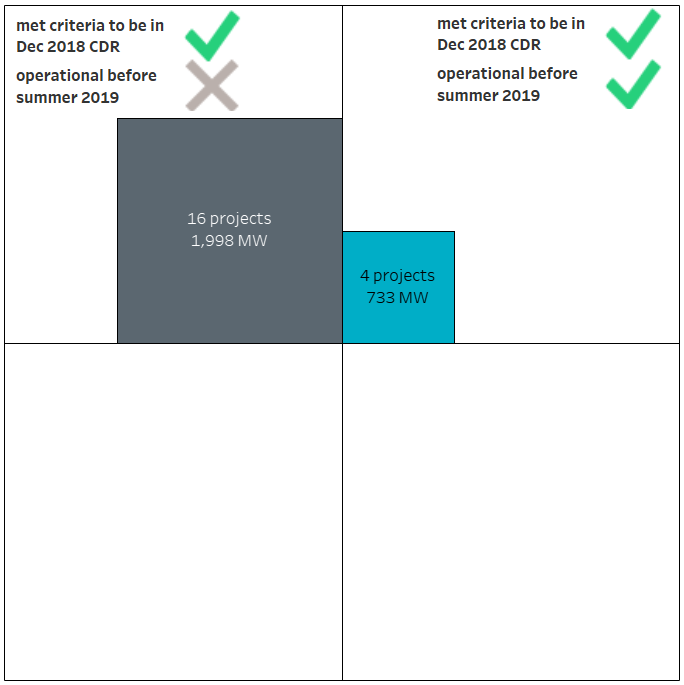 met criteria to be in
Dec 2018 CDR
operational before
summer 2019
met criteria to be in
Dec 2018 CDR
operational before
summer 2019
16 projects
1,998 MW
4 projects
733 MW